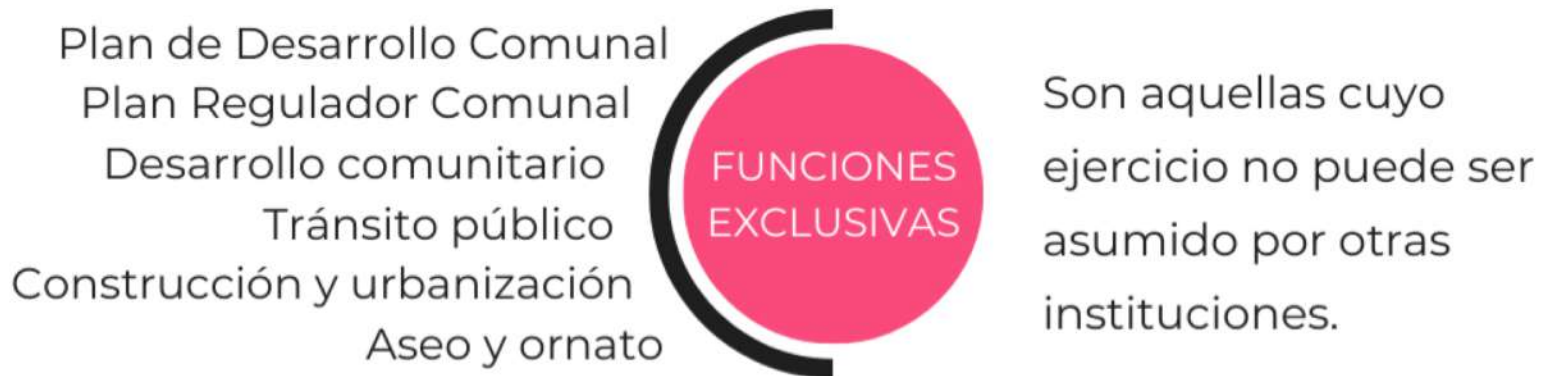 Plan de Desarrollo Comunal
Plan Regulador Comunal
Desarrollo comunitario
Tránsito público
Construcción y urbanización
Aseo y ornato
FUNCIONES
EXCLUSIVAS
Son aquellas cuyo
ejercicio no puede ser
asumido por otras
instituciones.